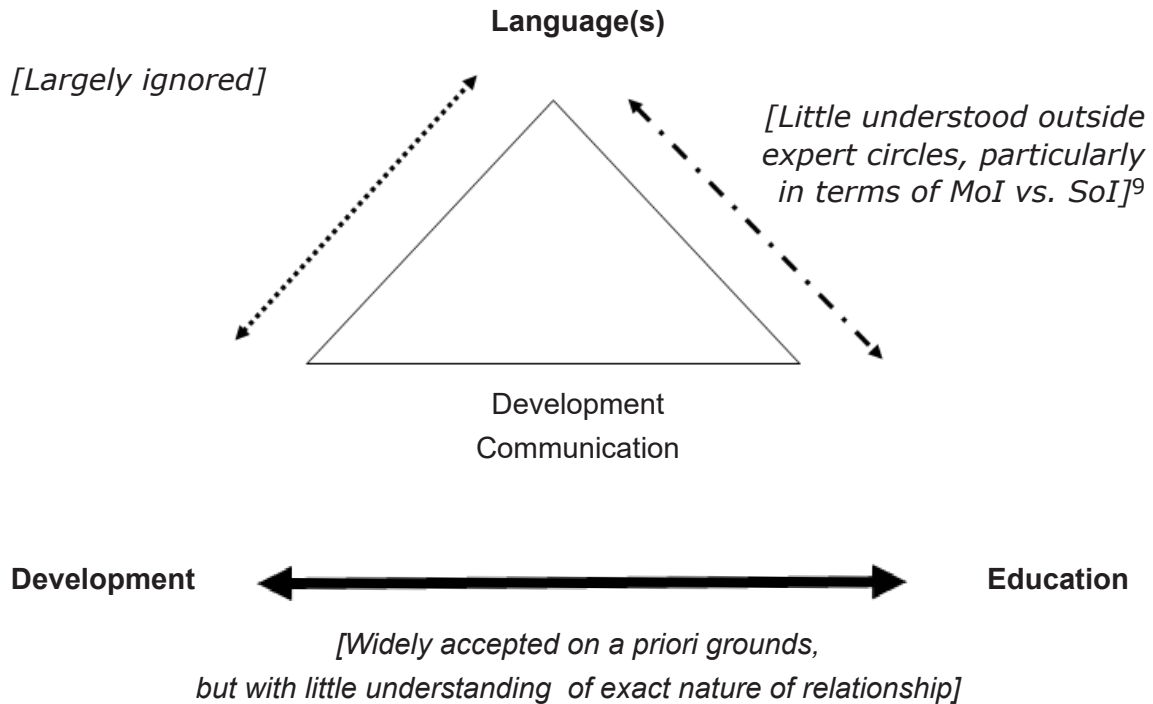 Language(s)
[Largely ignored]
[Little understood outside
expert circles, particularly
in terms of MoI vs. SoI]9
Development
Communication
Development
Education
[Widely accepted on a priori grounds,
but with little understanding of exact nature of relationship]